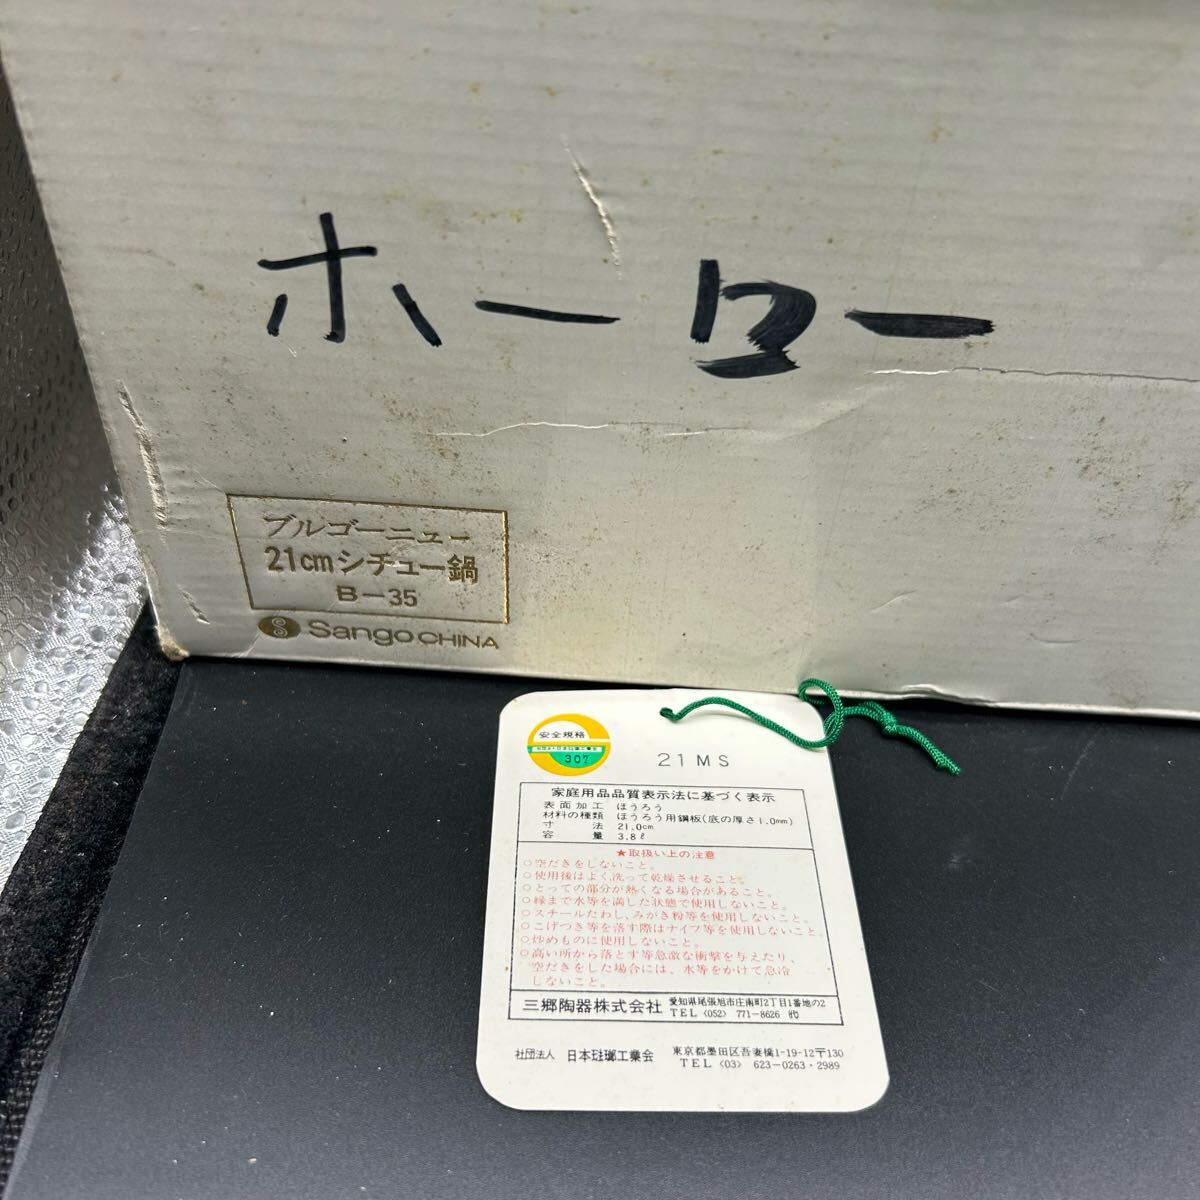 ホーロー
ブルゴーニュー
21cmシチュー鍋
B-35
Sango CHINA
安全規格
307
21MS
家庭用品品質表示法に基づく表示
表面加工 ほうろう
材料の種類 ほうろう用鋼板(底の厚さ1.0mm)
寸法 21.0cm
容量 3.8ℓ
★取扱い上の注意
○空だきをしないこと。
○使用後はよく洗って乾燥させること。
○とっての部分が熱くなる場合があること。
○縁まで水等を満した状態で使用しないこと。
○スチールたわし、みがき粉等を使用しないこと。
○こげつき等を落す際はナイフ等を使用しないこと。
○炒めものに使用しないこと。
○高い所から落とす等急激な衝撃を与えたり、
空だきをした場合には、水等をかけて急冷
しないこと。
三郷陶器株式会社 愛知県尾張旭市庄南町2丁目1番地の2
TEL〈052〉771-8626 代
社団法人 日本琺瑯工業会 東京都墨田区吾妻橋1-19-12〒130
TEL〈03〉623-0263・2989